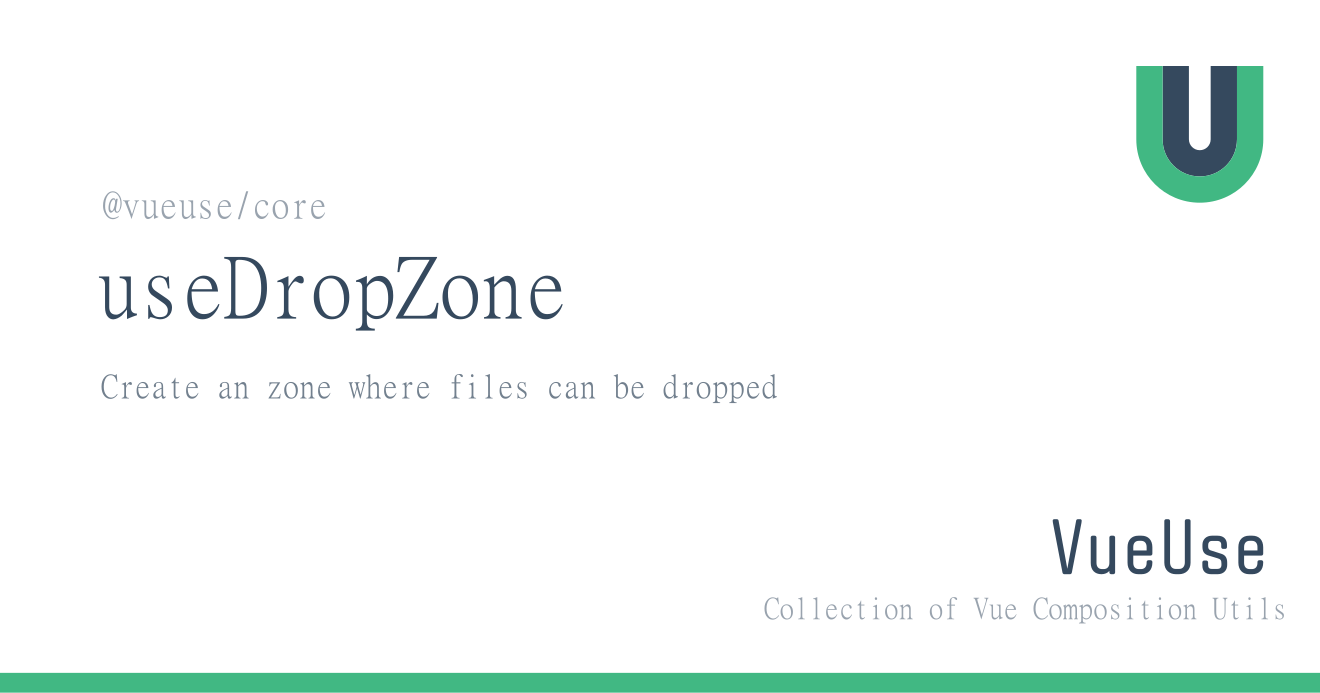 @vueuse/core
useDropZone
Create an zone where files can be dropped
VueUse
Collection of Vue Composition Utils